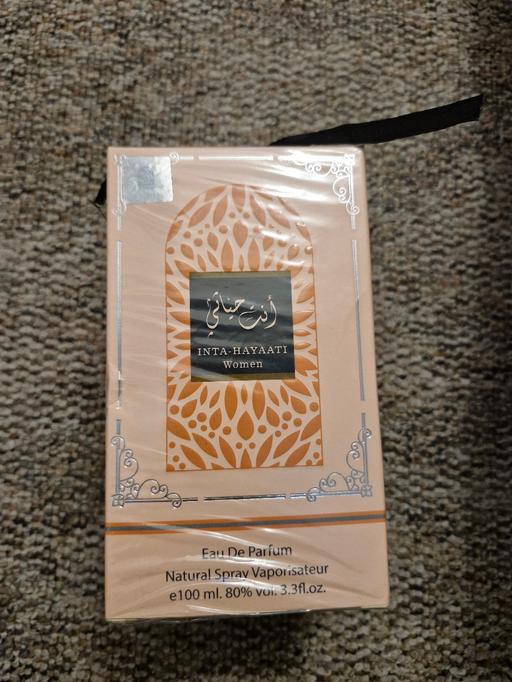 أنت حياتي
INTA-HAYAATI
Women
Eau De Parfum
Natural Spray Vaporisateur
e100 ml. 80% vol. 3.3fl.oz.